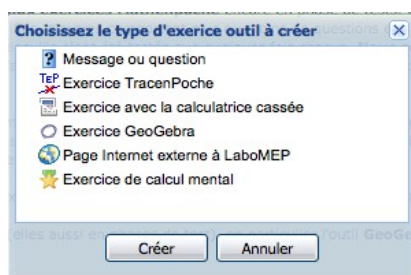 Choisissez le type d'exerice outil à créer
Message ou question
TeP Exercice TracenPoche
Exercice avec la calculatrice cassée
Exercice GeoGebra
Page Internet externe à LaboMEP
Exercice de calcul mental
Créer Annuler